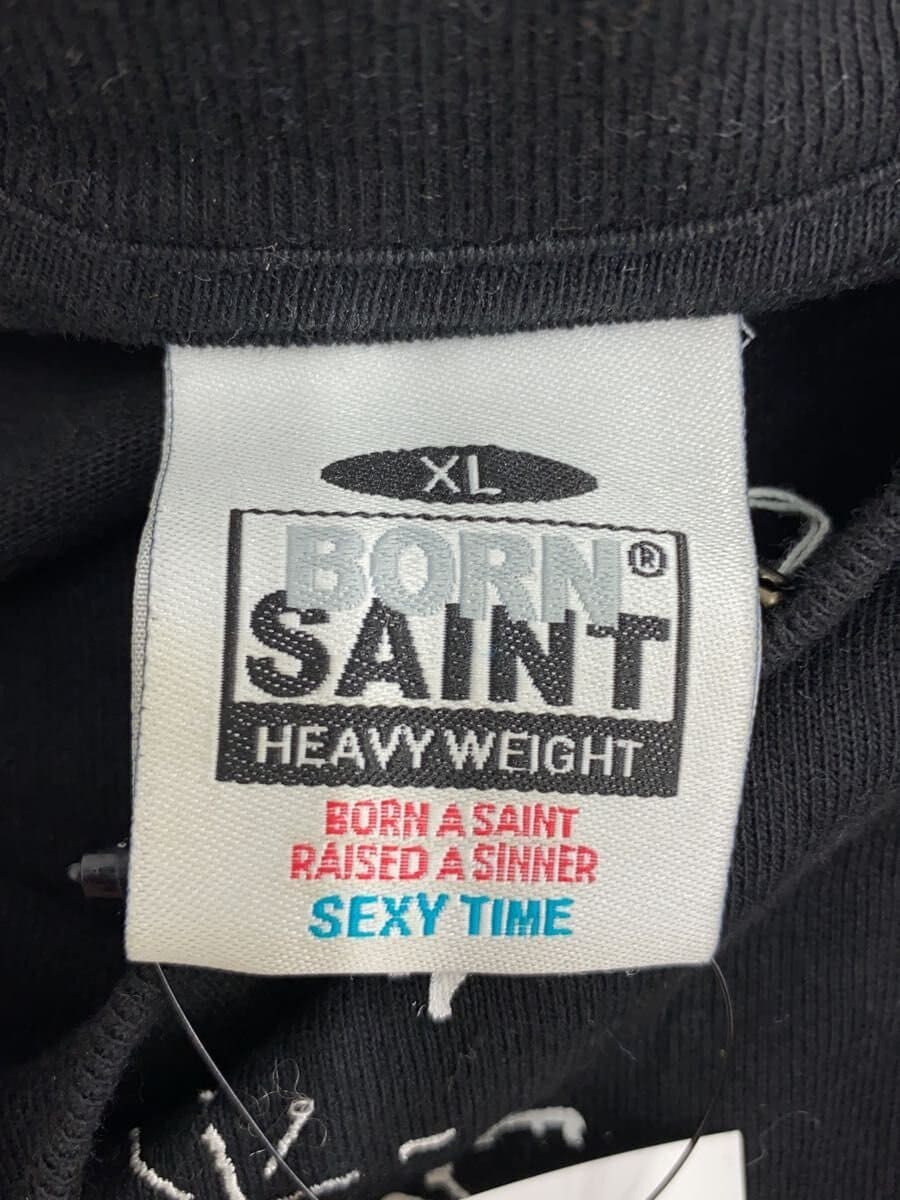 XL
BORN®
SAINT
HEAVY WEIGHT
BORN A SAINT
RAISED A SINNER
SEXY TIME